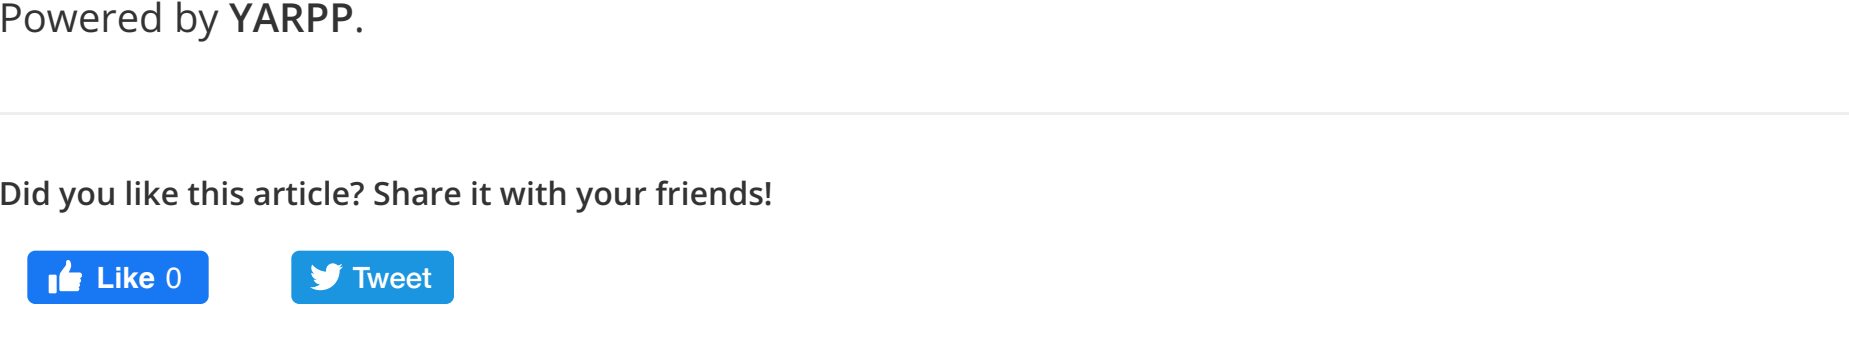 Powered by YARPP.
Did you like this article? Share it with your friends!
Like 0 Tweet